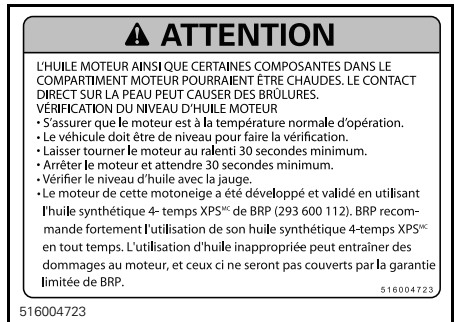 ATTENTION
L'HUILE MOTEUR AINSI QUE CERTAINES COMPOSANTES DANS LE
COMPARTIMENT MOTEUR POURRAIENT ÊTRE CHAUDES. LE CONTACT
DIRECT SUR LA PEAU PEUT CAUSER DES BRÛLURES.
VÉRIFICATION DU NIVEAU D'HUILE MOTEUR
• S'assurer que le moteur est à la température normale d'opération.
• Le véhicule doit être de niveau pour faire la vérification.
• Laisser tourner le moteur au ralenti 30 secondes minimum.
• Arrêter le moteur et attendre 30 secondes minimum.
• Vérifier le niveau d'huile avec la jauge.
• Le moteur de cette motoneige a été développé et validé en utilisant
l'huile synthétique 4- temps XPS MC de BRP (293 600 112). BRP recom-
mande fortement l'utilisation de son huile synthétique 4-temps XPS MC
en tout temps. L'utilisation d'huile inappropriée peut entraîner des
dommages au moteur, et ceux ci ne seront pas couverts par la garantie
limitée de BRP.
516004723
516004723